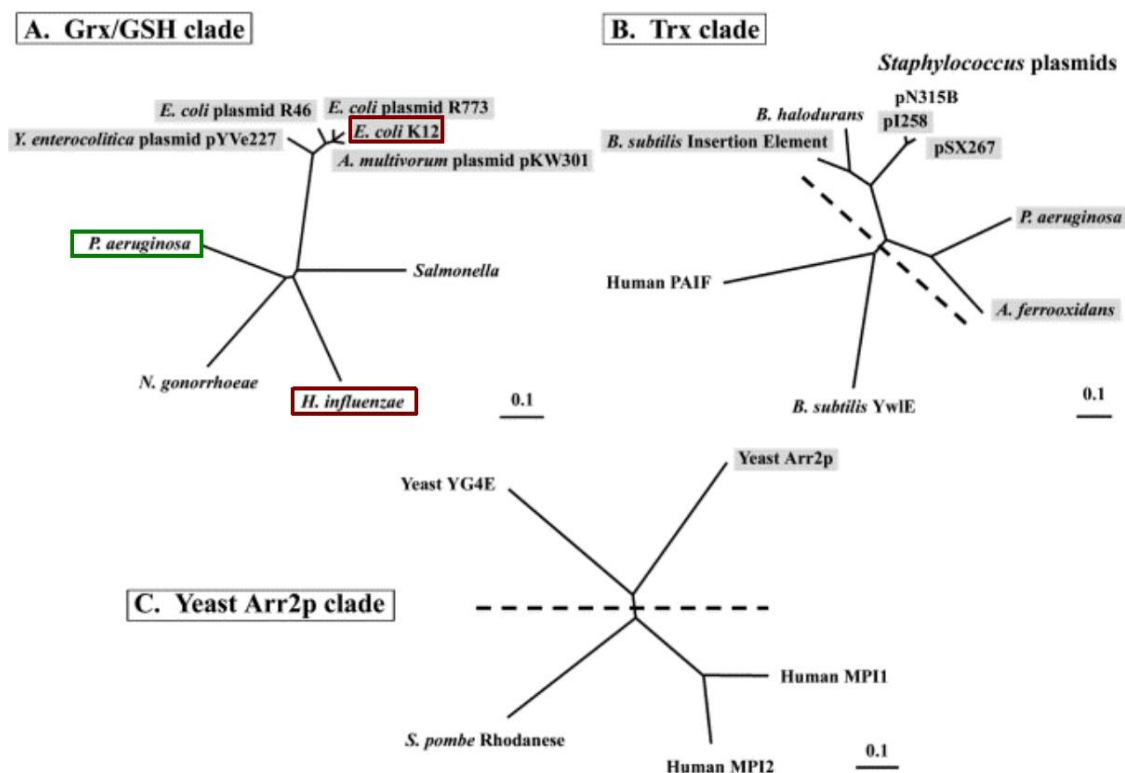 A. Grx/GSH clade
E. coli plasmid R46
E. coli plasmid R773
Y. enterocolitica plasmid pYVe227
E. coli K12
A. multivorum plasmid pKW301
P. aeruginosa
Salmonella
N. gonorrhoeae
H. influenzae
0.1
B. Trx clade
Staphylococcus plasmids
pN315B
B. halodurans
pI258
B. subtilis Insertion Element
pSX267
P. aeruginosa
Human PAIF
A. ferrooxidans
B. subtilis YwlE
0.1
Yeast Arr2p
Yeast YG4E
C. Yeast Arr2p clade
Human MPI1
S. pombe Rhodanese
Human MPI2
0.1